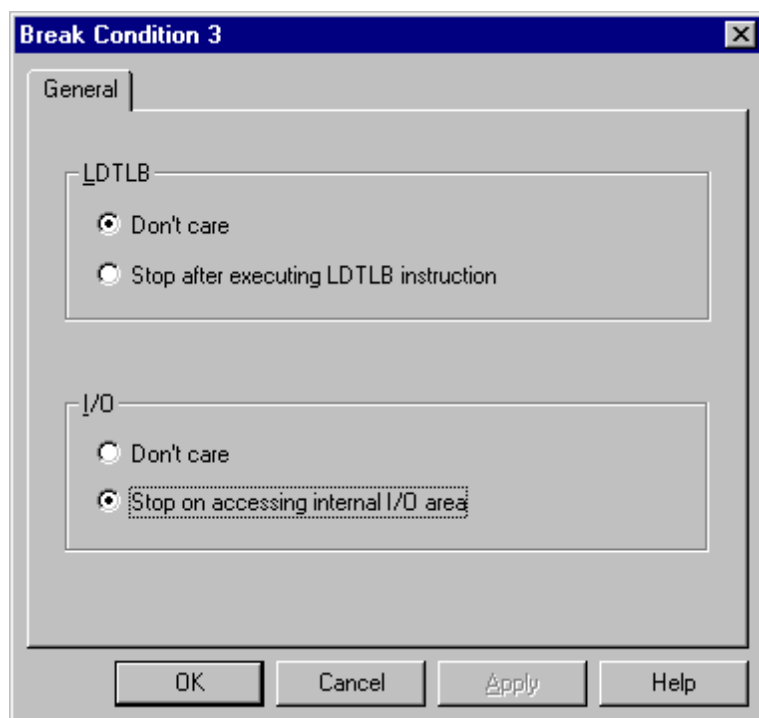 Break Condition 3
General
LDTLB
Don't care
Stop after executing LDTLB instruction
I/O
Don't care
Stop on accessing internal I/O area
OK Cancel Apply Help